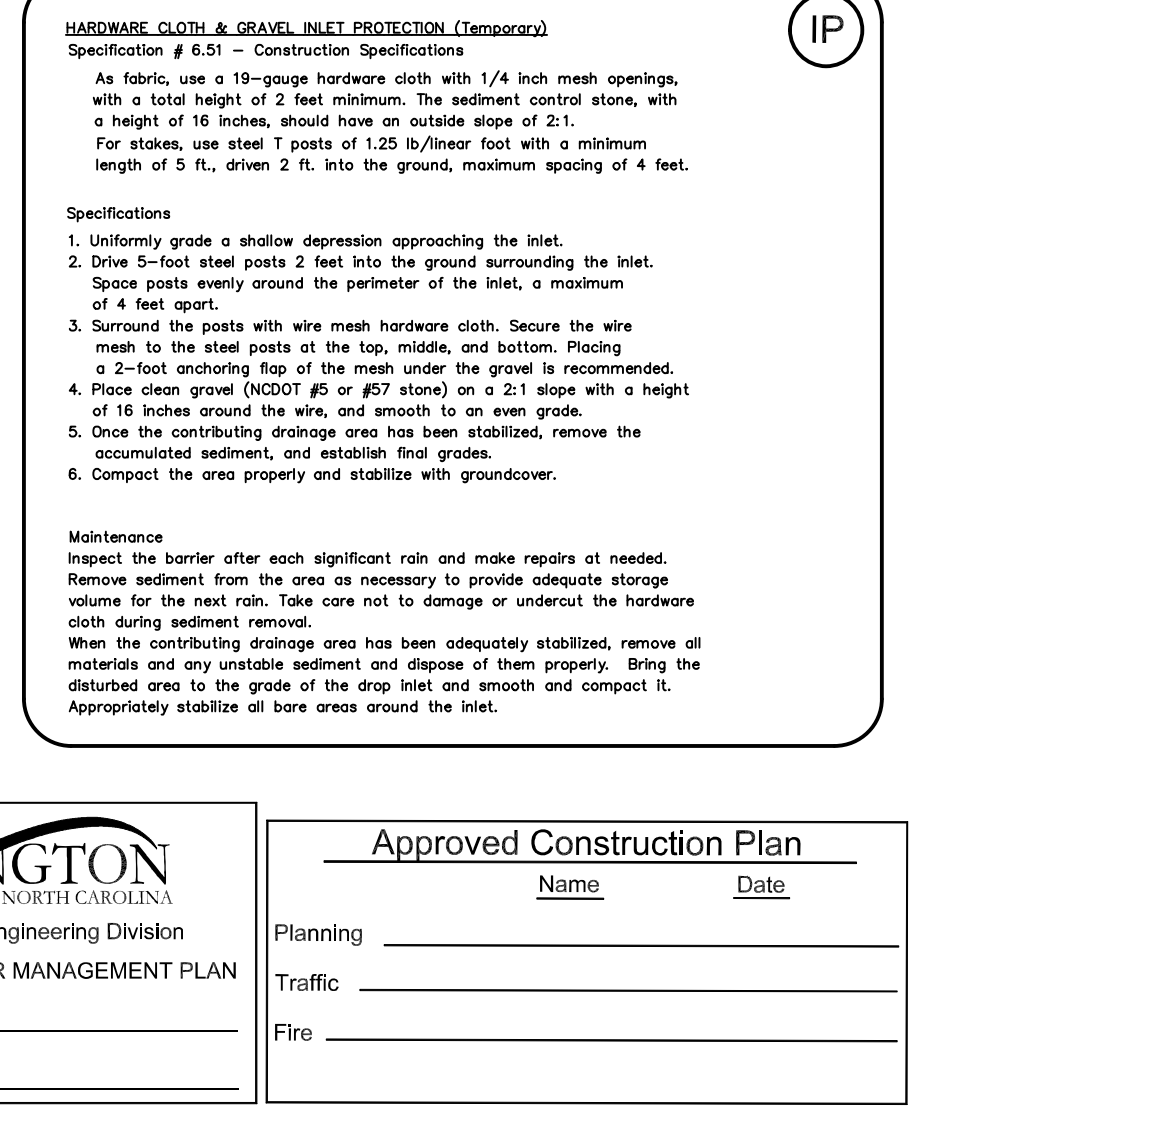 HARDWARE CLOTH & GRAVEL INLET PROTECTION (Temporary)
IP
Specification # 6.51 – Construction Specifications
As fabric, use a 19–gauge hardware cloth with 1/4 inch mesh openings,
with a total height of 2 feet minimum. The sediment control stone, with
a height of 16 inches, should have an outside slope of 2:1.
For stakes, use steel T posts of 1.25 lb/linear foot with a minimum
length of 5 ft., driven 2 ft. into the ground, maximum spacing of 4 feet.
Specifications
1. Uniformly grade a shallow depression approaching the inlet.
2. Drive 5–foot steel posts 2 feet into the ground surrounding the inlet.
Space posts evenly around the perimeter of the inlet, a maximum
of 4 feet apart.
3. Surround the posts with wire mesh hardware cloth. Secure the wire
mesh to the steel posts at the top, middle, and bottom. Placing
a 2–foot anchoring flap of the mesh under the gravel is recommended.
4. Place clean gravel (NCDOT #5 or #57 stone) on a 2:1 slope with a height
of 16 inches around the wire, and smooth to an even grade.
5. Once the contributing drainage area has been stabilized, remove the
accumulated sediment, and establish final grades.
6. Compact the area properly and stabilize with groundcover.
Maintenance
Inspect the barrier after each significant rain and make repairs at needed.
Remove sediment from the area as necessary to provide adequate storage
volume for the next rain. Take care not to damage or undercut the hardware
cloth during sediment removal.
When the contributing drainage area has been adequately stabilized, remove all
materials and any unstable sediment and dispose of them properly. Bring the
disturbed area to the grade of the drop inlet and smooth and compact it.
Appropriately stabilize all bare areas around the inlet.
NGTON
NORTH CAROLINA
ngineering Division
R MANAGEMENT PLAN
Approved Construction Plan
Name Date
Planning
Traffic
Fire